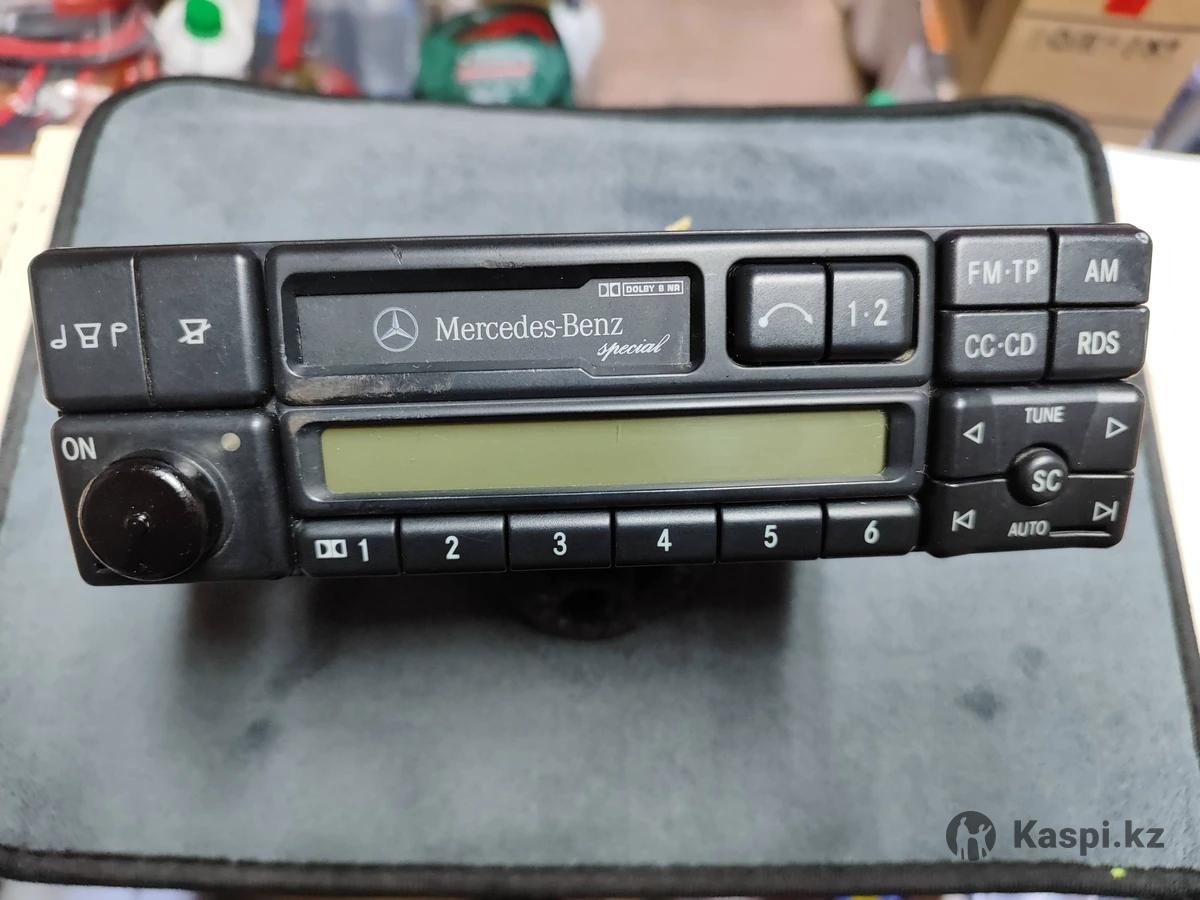 DOLBY B NR
Mercedes-Benz
special
1·2
FM·TP
AM
CC·CD
RDS
ON
TUNE
SC
AUTO
1
2
3
4
5
6
Kaspi.kz